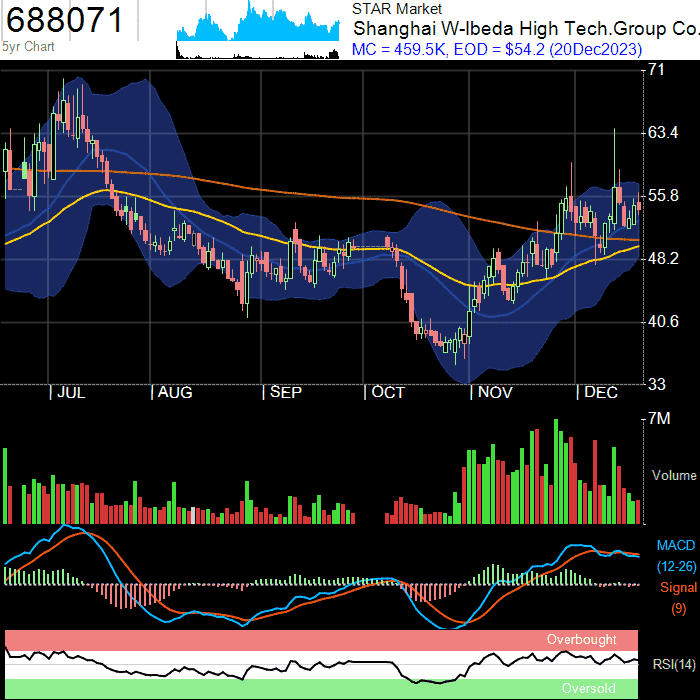 688071
5yr Chart
STAR Market
Shanghai W-Ibeda High Tech.Group Co.
MC = 459.5K, EOD = $54.2 (20Dec2023)
71
63.4
55.8
48.2
40.6
33
JUL AUG SEP OCT NOV DEC
7M
Volume
MACD
(12-26)
Signal
(9)
Overbought
RSI(14)
Oversold